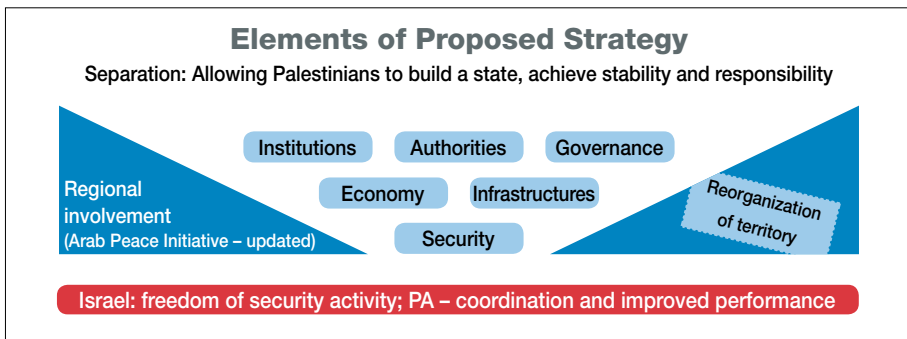 Elements of Proposed Strategy
Separation: Allowing Palestinians to build a state, achieve stability and responsibility
Institutions
Authorities
Governance
Economy
Infrastructures
Security
Regional
involvement
(Arab Peace Initiative – updated)
Reorganization
of territory
Israel: freedom of security activity; PA – coordination and improved performance